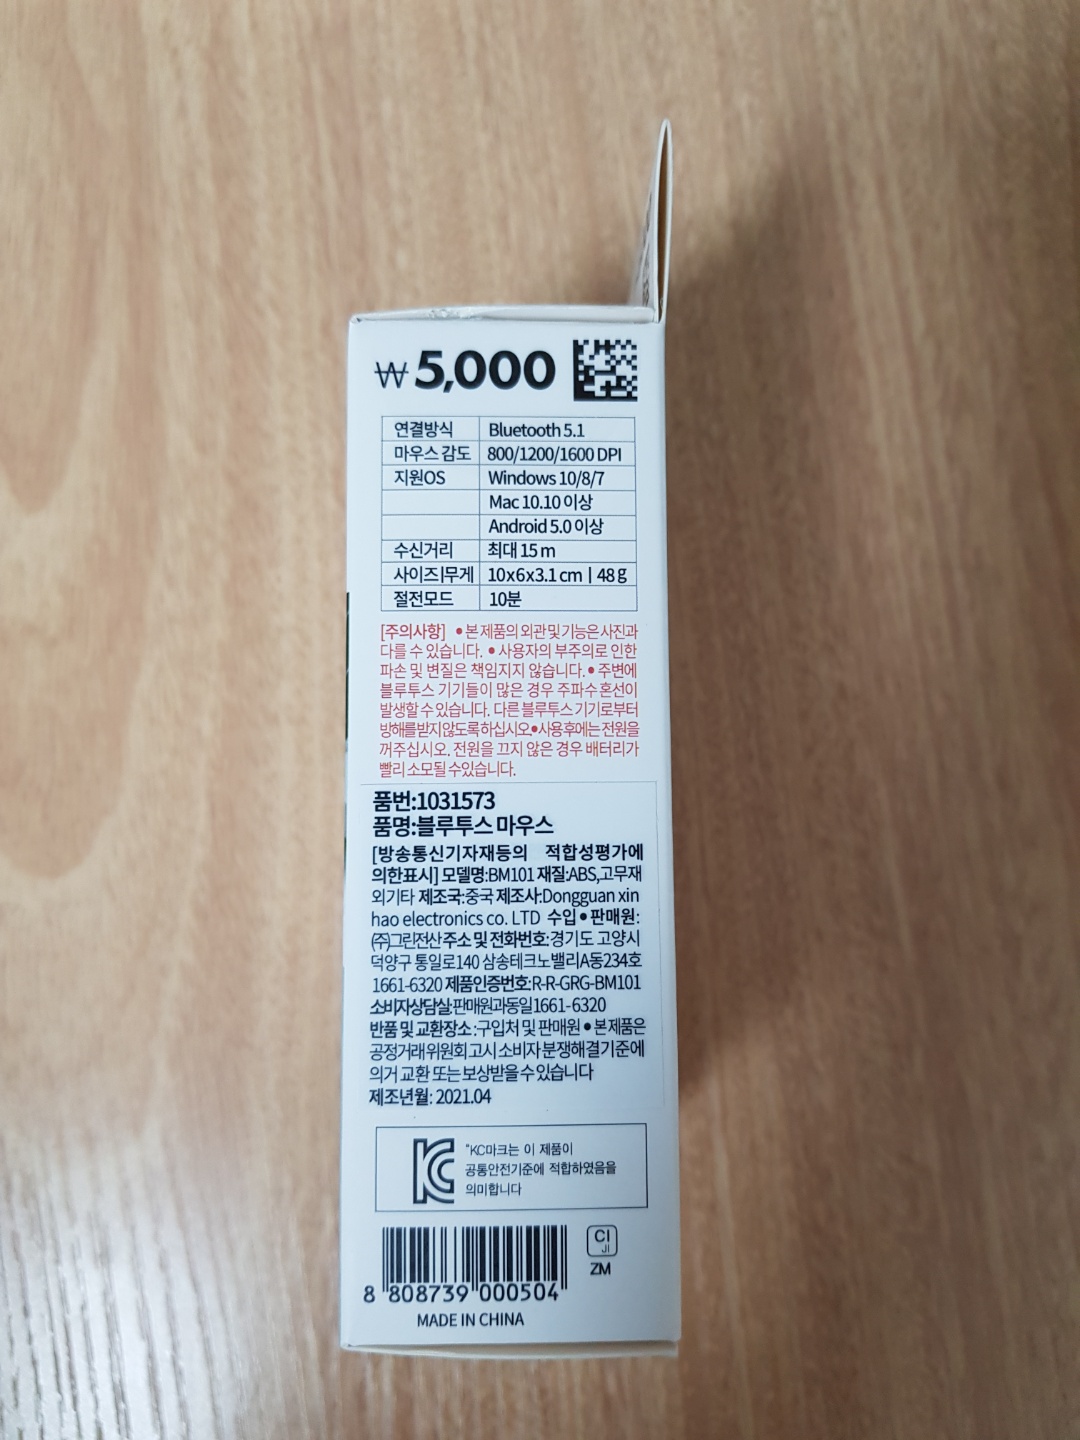 ₩ 5,000
연결방식 Bluetooth 5.1
마우스 감도 800/1200/1600 DPI
지원OS Windows 10/8/7
Mac 10.10 이상
Android 5.0 이상
수신거리 최대 15 m
사이즈|무게 10x6x3.1 cm | 48 g
절전모드 10분
[주의사항] • 본 제품의 외관 및 기능은 사진과
다를 수 있습니다. • 사용자의 부주의로 인한
파손 및 변질은 책임지지 않습니다. • 주변에
블루투스 기기들이 많은 경우 주파수 혼선이
발생할 수 있습니다. 다른 블루투스 기기로부터
방해를 받지 않도록 하십시오.•사용 후에는 전원을
꺼주십시오. 전원을 끄지 않은 경우 배터리가
빨리 소모될 수있습니다.
품번:1031573
품명:블루투스 마우스
[방송통신기자재등의 적합성평가에
의한표시] 모델명:BM101 재질:ABS,고무재
외기타 제조국:중국 제조사:Dongguan xin
hao electronics co. LTD 수입•판매원:
(주)그린전산 주소 및 전화번호:경기도 고양시
덕양구 통일로140 삼송테크노밸리A동234호
1661-6320 제품인증번호:R-R-GRG-BM101
소비자상담실:판매원과동일1661-6320
반품 및 교환장소:구입처 및 판매원 • 본제품은
공정거래위원회 고시 소비자 분쟁해결기준에
의거 교환 또는 보상받을 수 있습니다
제조년월: 2021.04
"KC마크는 이 제품이
공통안전기준에 적합하였음을
의미합니다
CI
JI
ZM
8 808739 000504
MADE IN CHINA